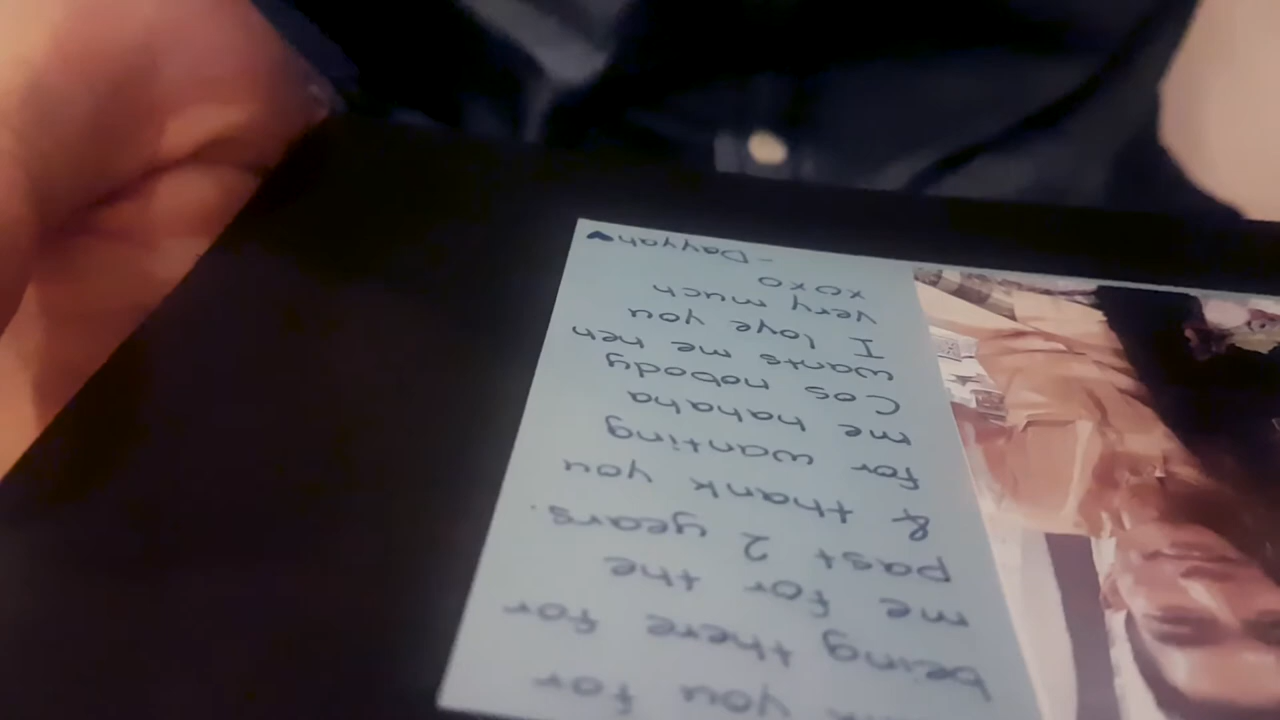 you for
being there for
me for the
past 2 years.
& thank you
for wanting
me hahaha
Cos nobody
wants me heh
I love you
very much
xoxo
- Dayyah ♥